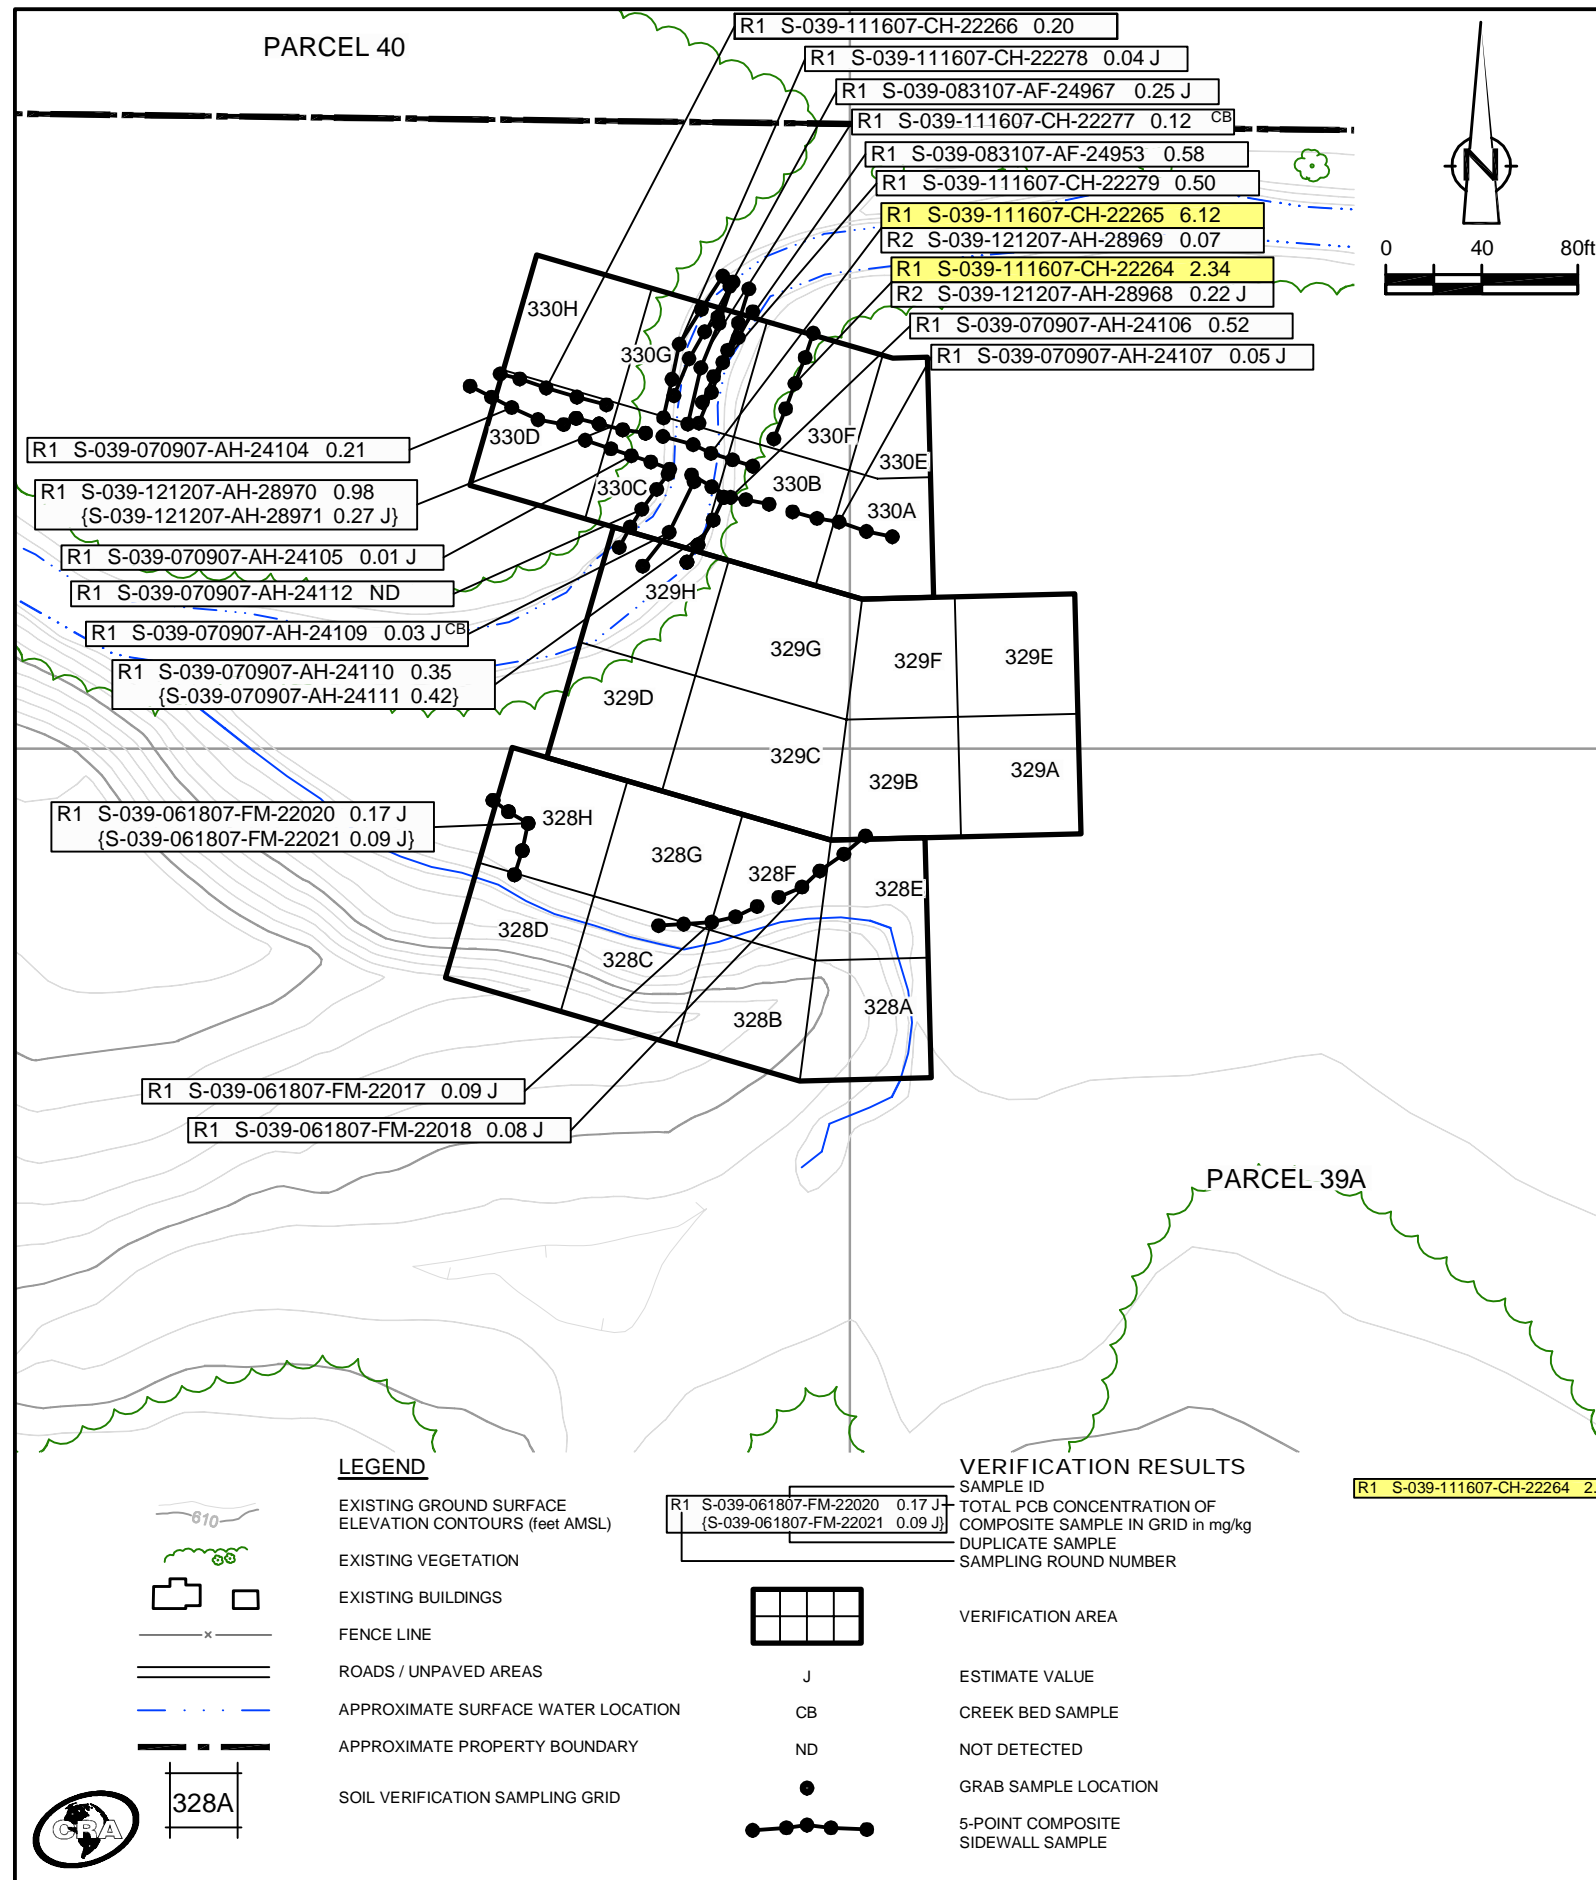 PARCEL 40
R1 S-039-111607-CH-22266 0.20
R1 S-039-111607-CH-22278 0.04 J
R1 S-039-083107-AF-24967 0.25 J
R1 S-039-111607-CH-22277 0.12 CB
R1 S-039-083107-AF-24953 0.58
R1 S-039-111607-CH-22279 0.50
R1 S-039-111607-CH-22265 6.12
R2 S-039-121207-AH-28969 0.07
R1 S-039-111607-CH-22264 2.34
R2 S-039-121207-AH-28968 0.22 J
R1 S-039-070907-AH-24106 0.52
R1 S-039-070907-AH-24107 0.05 J
N
0 40 80ft
330H
330G
330F
330E
330D
330C
330B
330A
R1 S-039-070907-AH-24104 0.21
R1 S-039-121207-AH-28970 0.98
{S-039-121207-AH-28971 0.27 J}
R1 S-039-070907-AH-24105 0.01 J
R1 S-039-070907-AH-24112 ND
R1 S-039-070907-AH-24109 0.03 J CB
R1 S-039-070907-AH-24110 0.35
{S-039-070907-AH-24111 0.42}
329H
329G
329F
329E
329D
329C
329B
329A
R1 S-039-061807-FM-22020 0.17 J
{S-039-061807-FM-22021 0.09 J}
328H
328G
328F
328E
328D
328C
328B
328A
R1 S-039-061807-FM-22017 0.09 J
R1 S-039-061807-FM-22018 0.08 J
PARCEL 39A
LEGEND
610
EXISTING GROUND SURFACE
ELEVATION CONTOURS (feet AMSL)
EXISTING VEGETATION
EXISTING BUILDINGS
x
FENCE LINE
ROADS / UNPAVED AREAS
APPROXIMATE SURFACE WATER LOCATION
APPROXIMATE PROPERTY BOUNDARY
328A
SOIL VERIFICATION SAMPLING GRID
CRA
VERIFICATION RESULTS
R1 S-039-061807-FM-22020 0.17 J
{S-039-061807-FM-22021 0.09 J}
SAMPLE ID
TOTAL PCB CONCENTRATION OF
COMPOSITE SAMPLE IN GRID in mg/kg
DUPLICATE SAMPLE
SAMPLING ROUND NUMBER
VERIFICATION AREA
J ESTIMATE VALUE
CB CREEK BED SAMPLE
ND NOT DETECTED
GRAB SAMPLE LOCATION
5-POINT COMPOSITE
SIDEWALL SAMPLE
R1 S-039-111607-CH-22264 2.